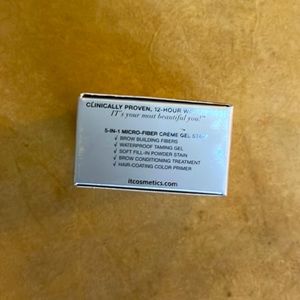 CLINICALLY PROVEN, 12-HOUR
IT's your most beautiful you!™
5-IN-1 MICRO-FIBER CRÈME GEL
✓ BROW BUILDING FIBERS
✓ WATERPROOF TAMING GEL
✓ SOFT FILL-IN POWDER STAIN
✓ BROW CONDITIONING TREATMENT
✓ HAIR-COATING COLOR PRIMER
itcosmetics.com